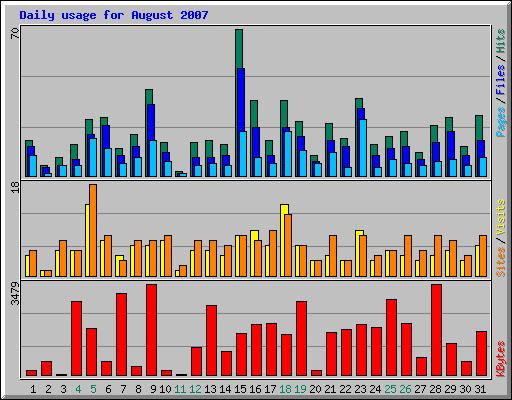 Daily usage for August 2007
70
Pages / Files / Hits
18
Sites / Visits
3479
KBytes
1 2 3 4 5 6 7 8 9 10 11 12 13 14 15 16 17 18 19 20 21 22 23 24 25 26 27 28 29 30 31